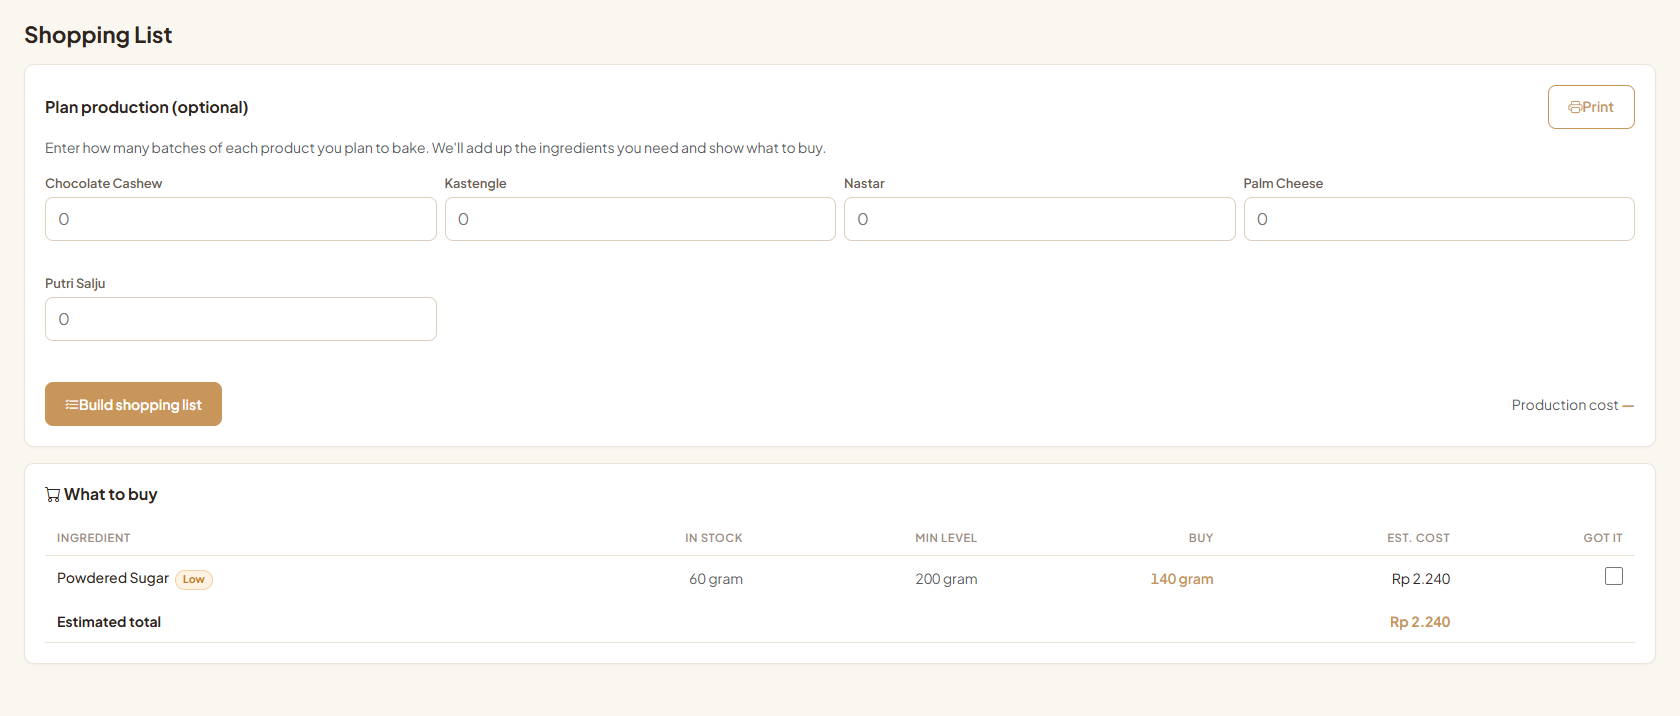 Shopping List
Plan production (optional)
Print
Enter how many batches of each product you plan to bake. We'll add up the ingredients you need and show what to buy.
Chocolate Cashew Kastengle Nastar Palm Cheese
0 0 0 0
Putri Salju
0
Build shopping list Production cost —
What to buy
INGREDIENT IN STOCK MIN LEVEL BUY EST. COST GOT IT
Powdered Sugar Low 60 gram 200 gram 140 gram Rp 2.240
Estimated total Rp 2.240